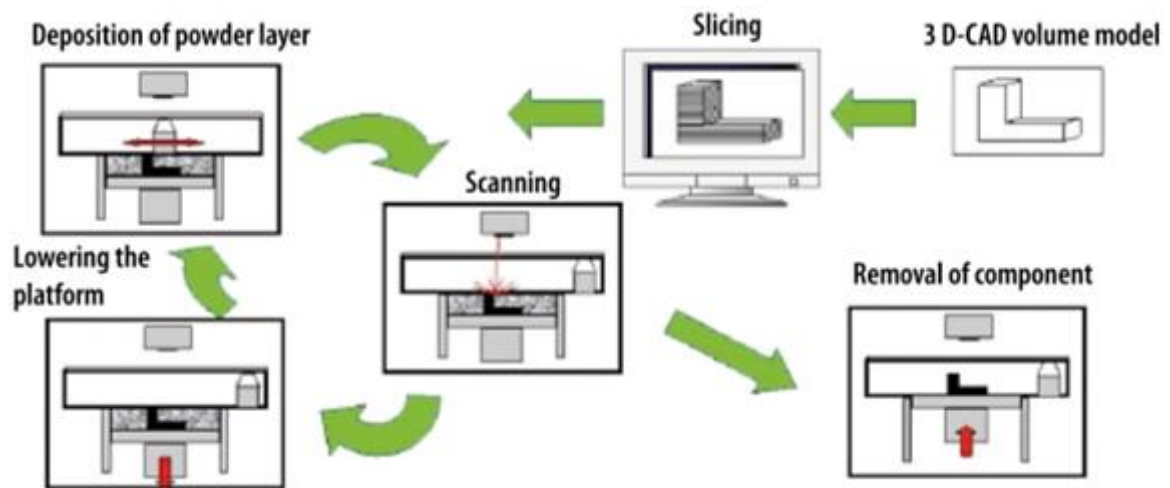 Deposition of powder layer
Slicing
3 D-CAD volume model
Scanning
Lowering the
platform
Removal of component